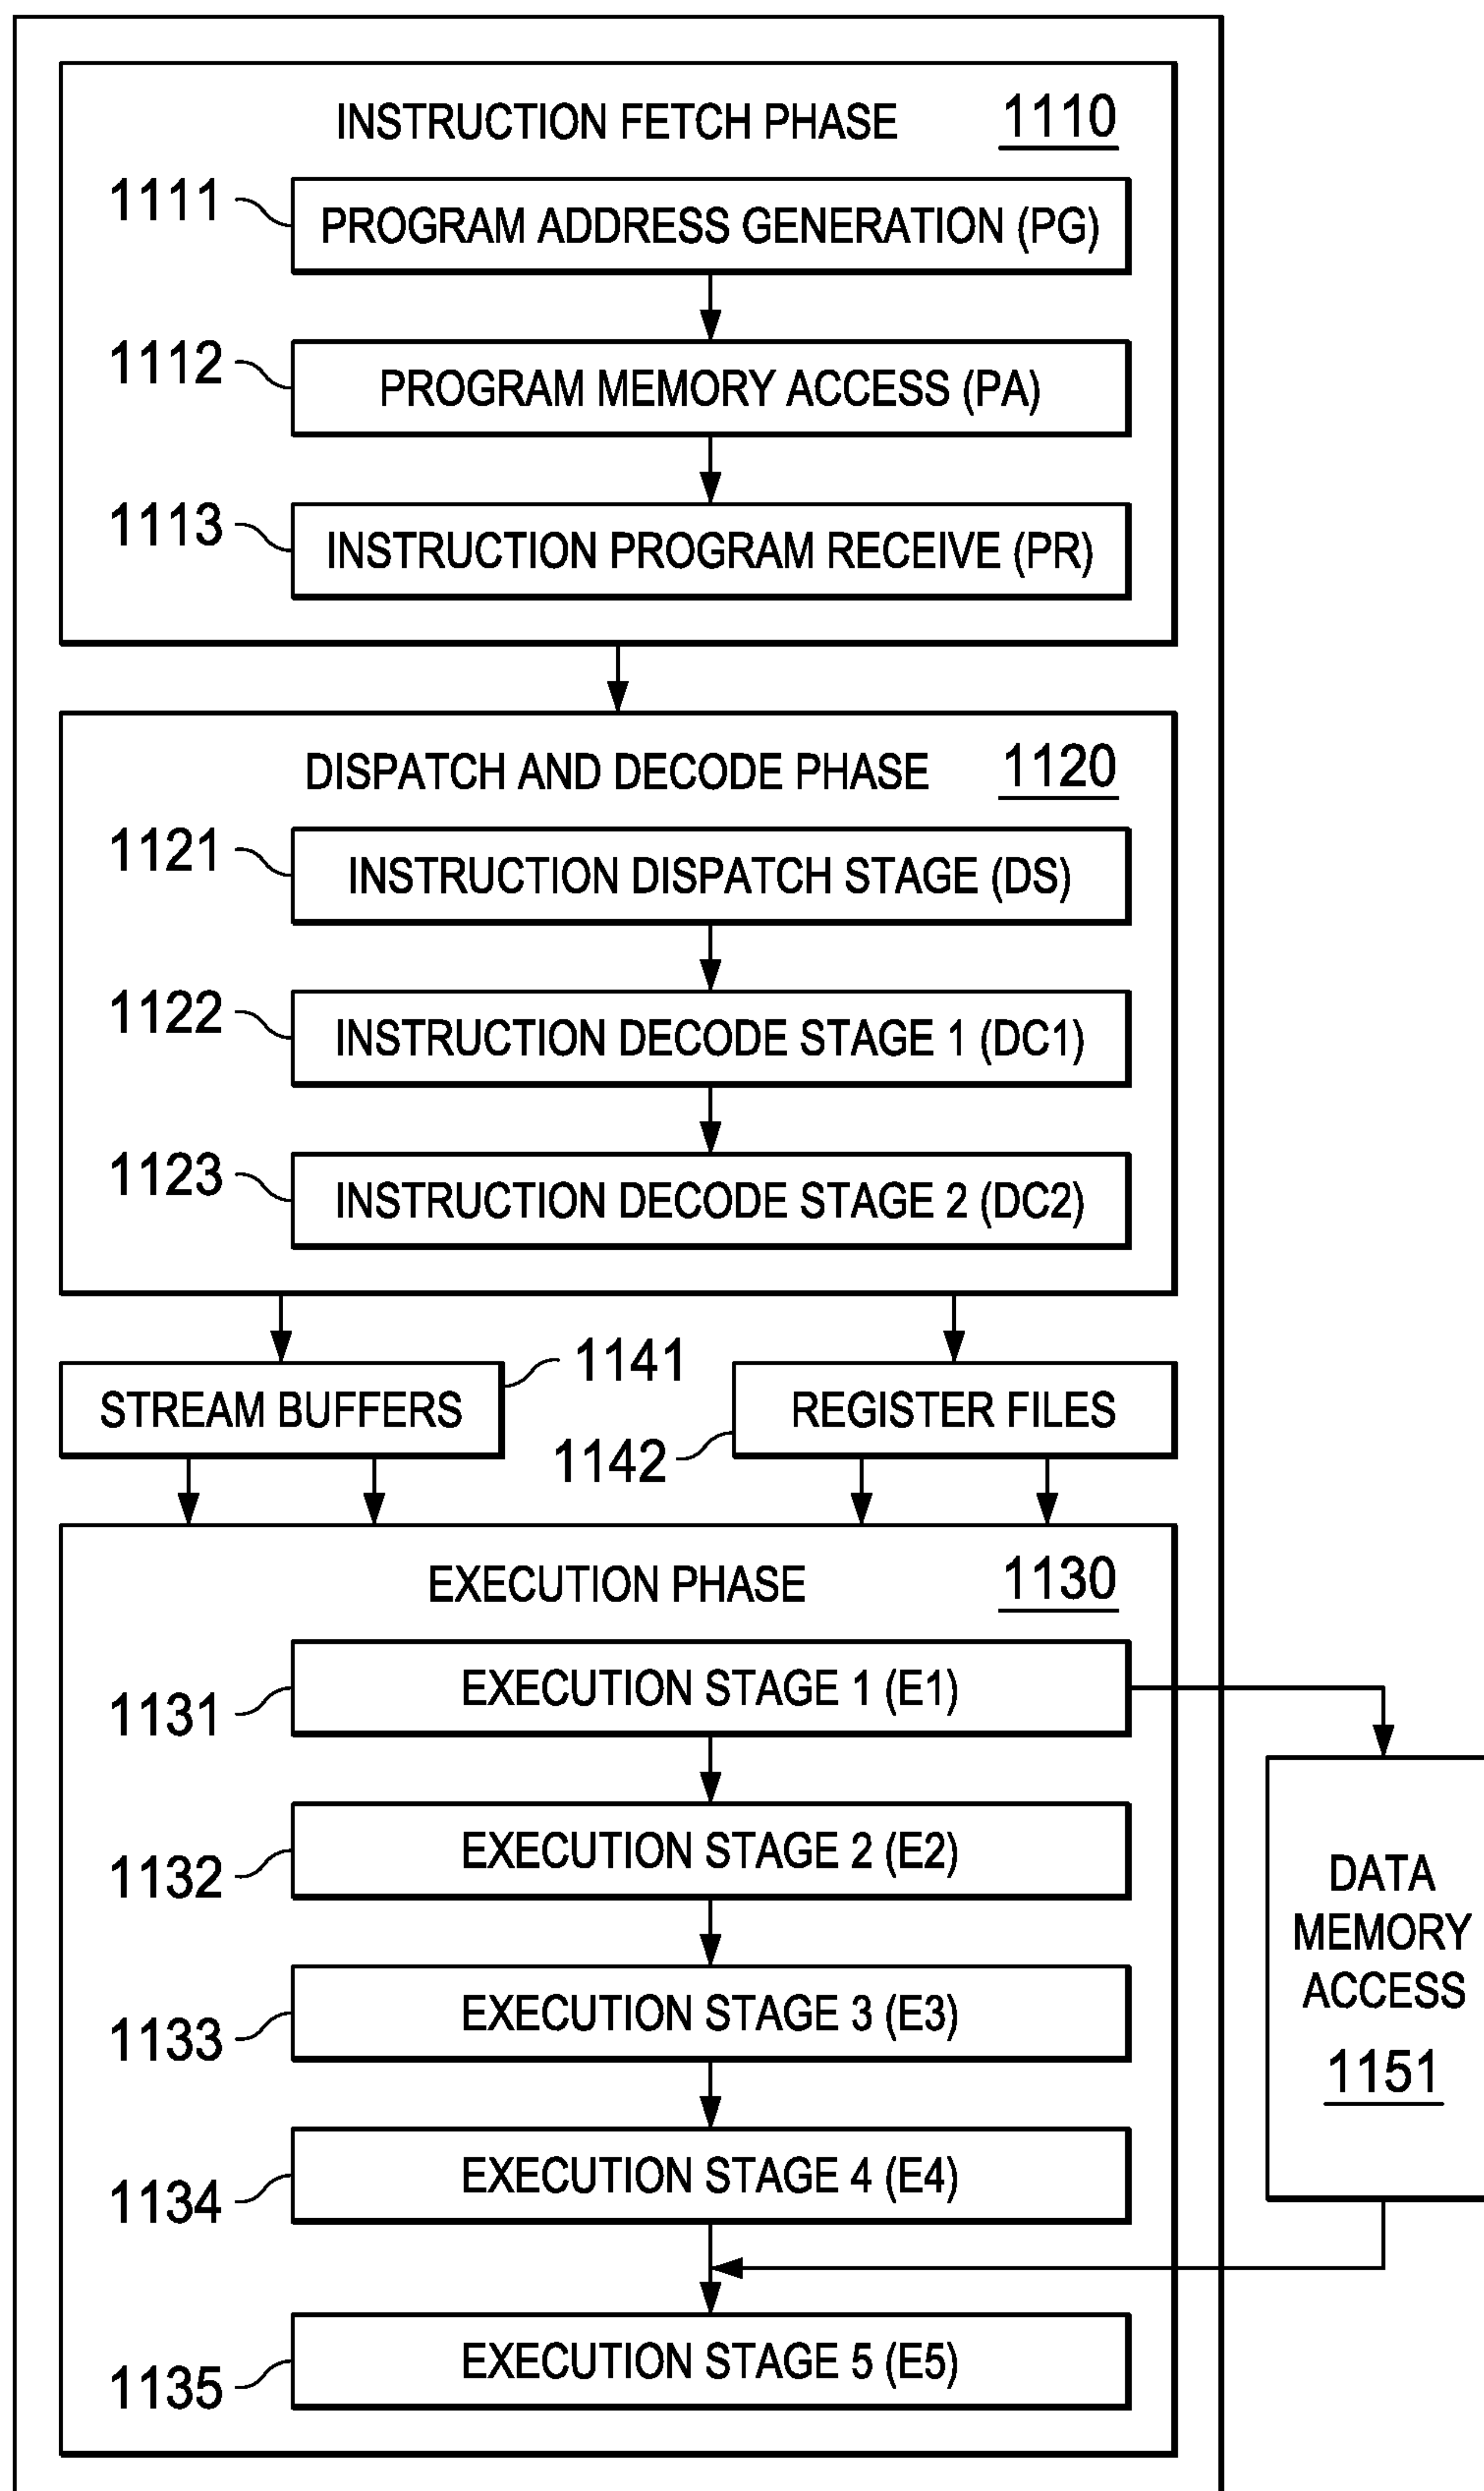 INSTRUCTION FETCH PHASE 1110
1111 PROGRAM ADDRESS GENERATION (PG)
1112 PROGRAM MEMORY ACCESS (PA)
1113 INSTRUCTION PROGRAM RECEIVE (PR)
DISPATCH AND DECODE PHASE 1120
1121 INSTRUCTION DISPATCH STAGE (DS)
1122 INSTRUCTION DECODE STAGE 1 (DC1)
1123 INSTRUCTION DECODE STAGE 2 (DC2)
STREAM BUFFERS 1141
1142 REGISTER FILES
EXECUTION PHASE 1130
1131 EXECUTION STAGE 1 (E1)
1132 EXECUTION STAGE 2 (E2)
1133 EXECUTION STAGE 3 (E3)
1134 EXECUTION STAGE 4 (E4)
1135 EXECUTION STAGE 5 (E5)
DATA
MEMORY
ACCESS
1151